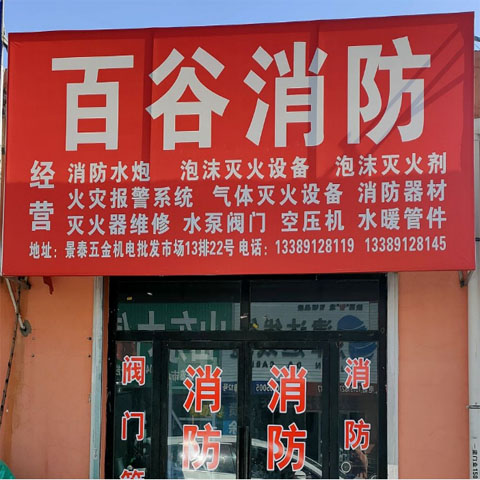 百谷消防
经营
消防水炮 泡沫灭火设备 泡沫灭火剂
火灾报警系统 气体灭火设备 消防器材
灭火器维修 水泵阀门 空压机 水暖管件
地址：景泰五金机电批发市场13排22号 电话：13389128119 13389128145
阀门
消防
消防
消防